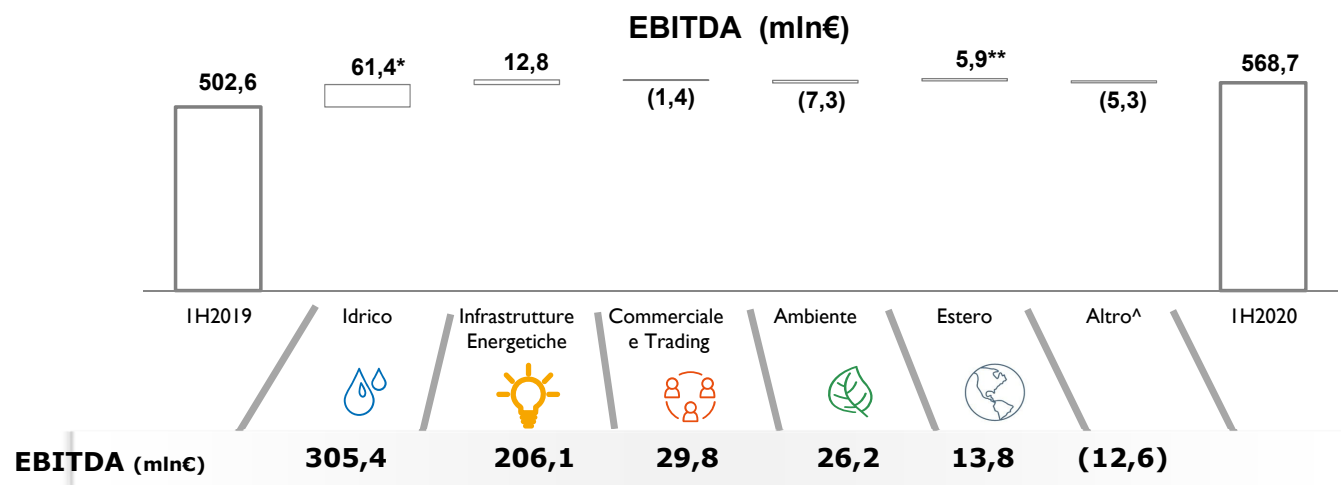 EBITDA (mln€)
502,6
61,4*
12,8
(1,4)
(7,3)
5,9**
(5,3)
568,7
1H2019
Idrico
Infrastrutture
Energetiche
Commerciale
e Trading
Ambiente
Estero
Altro^
1H2020
EBITDA (mln€)
305,4
206,1
29,8
26,2
13,8
(12,6)